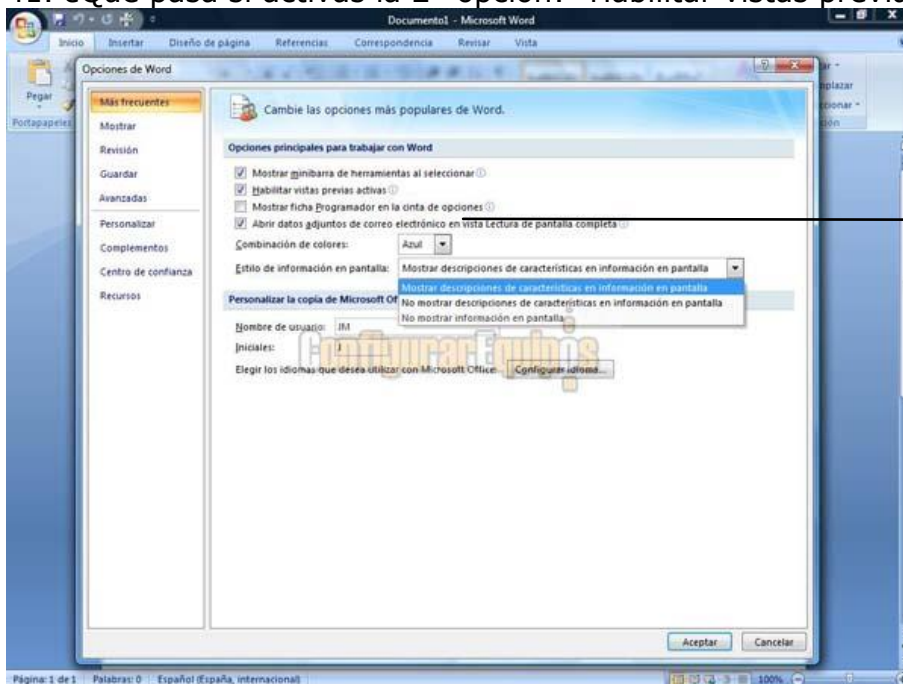 41. ¿Qué pasa si activas la 2ª opción? "Habilitar vistas previa
Documento1 - Microsoft Word
Inicio Insertar Diseño de página Referencias Correspondencia Revisar Vista
Opciones de Word
Pegar
Portapapeles
Más frecuentes
Mostrar
Revisión
Guardar
Avanzadas
Personalizar
Complementos
Centro de confianza
Recursos
Cambie las opciones más populares de Word.
Opciones principales para trabajar con Word
Mostrar minibarra de herramientas al seleccionar
Habilitar vistas previas activas
Mostrar ficha Programador en la cinta de opciones
Abrir datos adjuntos de correo electrónico en vista Lectura de pantalla completa
Combinación de colores: Azul
Estilo de información en pantalla: Mostrar descripciones de características en información en pantalla
Mostrar descripciones de características en información en pantalla
No mostrar descripciones de características en información en pantalla
No mostrar información en pantalla
Personalizar la copia de Microsoft Of
Nombre de usuario: JM
Iniciales: J
ConfigurarEquipos
Elegir los idiomas que desea utilizar con Microsoft Office: Configurar idioma...
Aceptar Cancelar
Página: 1 de 1 Palabras: 0 Español (España, internacional) 100%